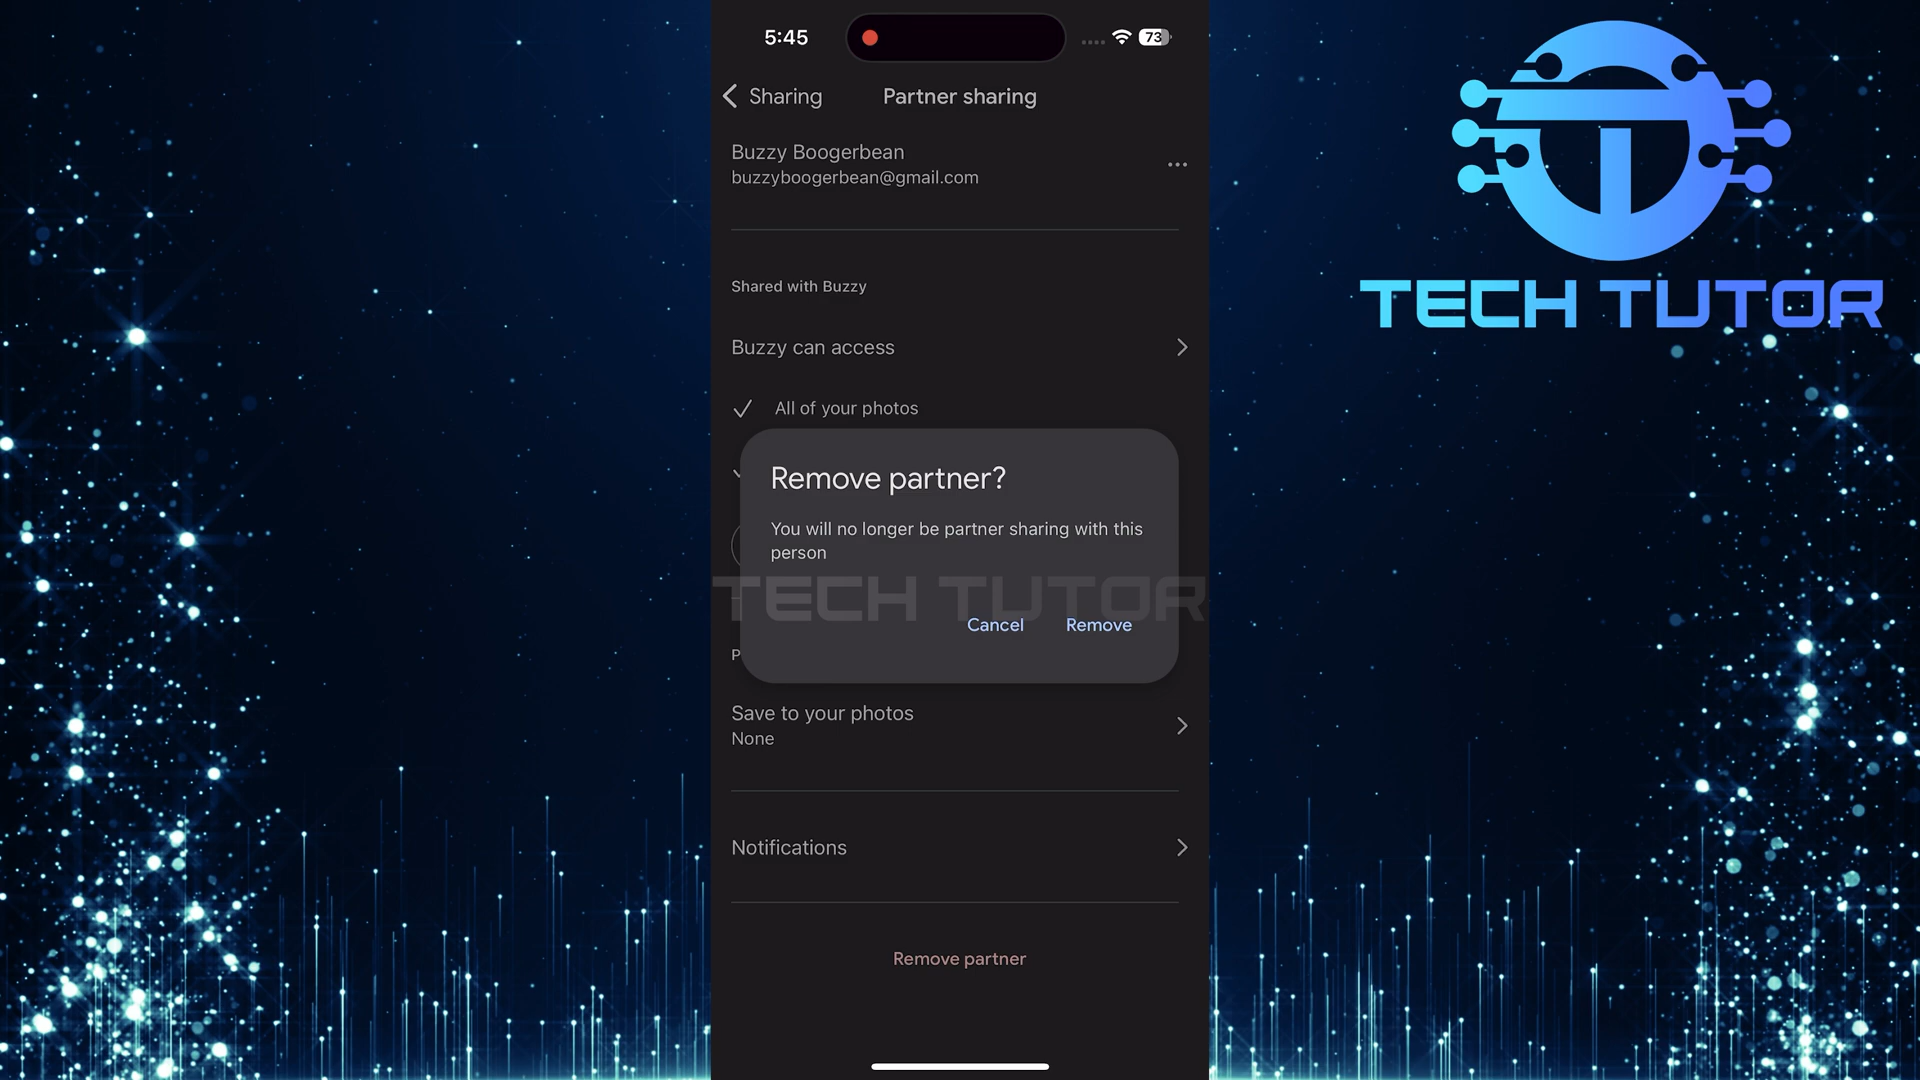 5:45
73
Sharing
Partner sharing
Buzzy Boogerbean
buzzyboogerbean@gmail.com
Shared with Buzzy
Buzzy can access
All of your photos
Remove partner?
You will no longer be partner sharing with this
person
Cancel
Remove
P
Save to your photos
None
Notifications
Remove partner
TECH TUTOR
TECH TUTOR